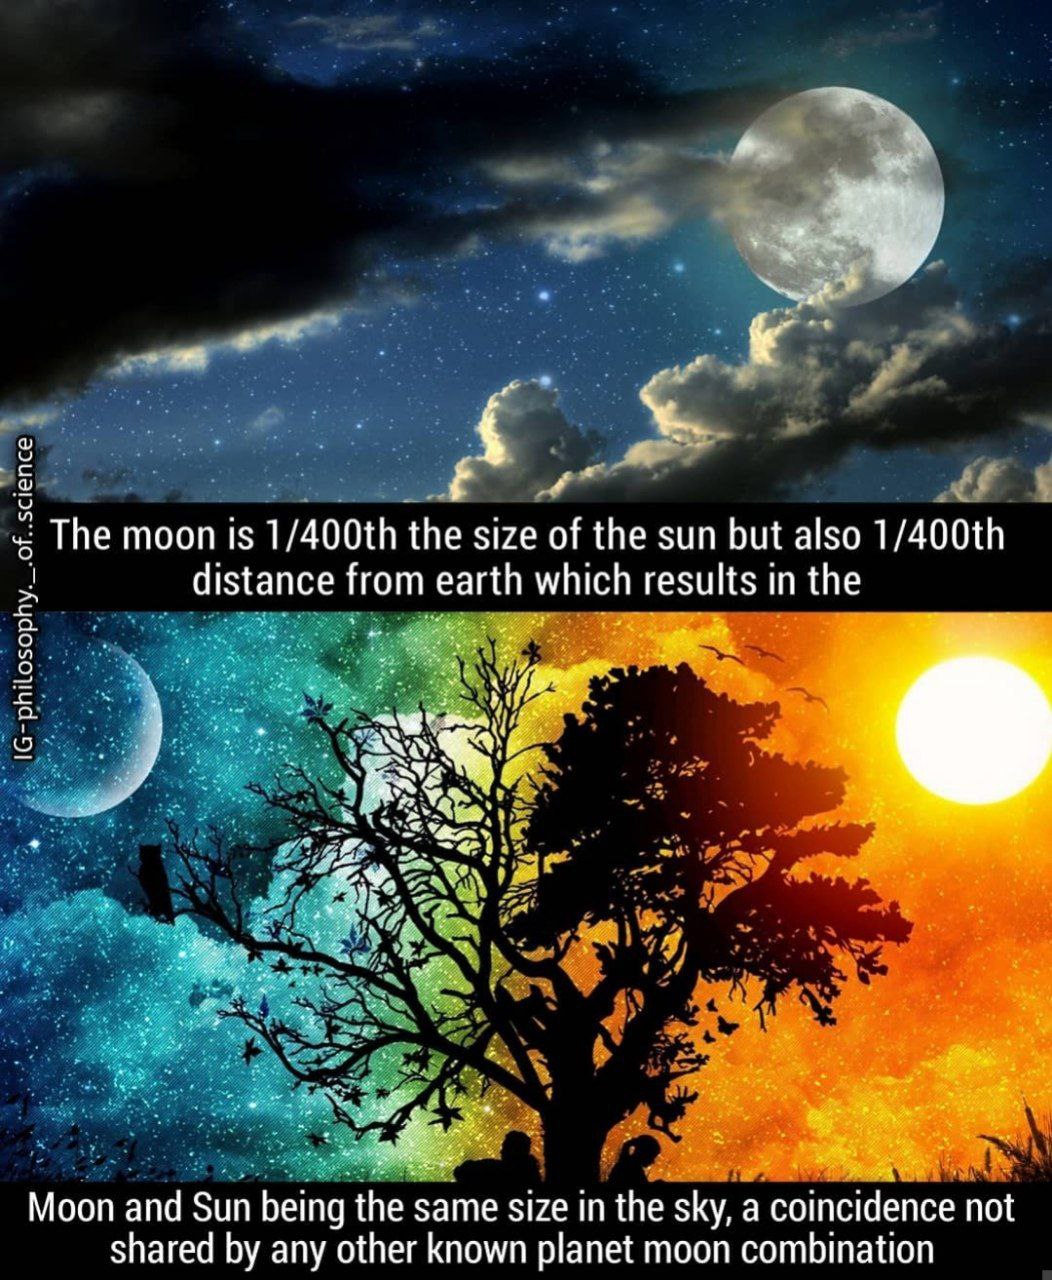 The moon is 1/400th the size of the sun but also 1/400th
distance from earth which results in the
IG-philosophy._.of..science
Moon and Sun being the same size in the sky, a coincidence not
shared by any other known planet moon combination